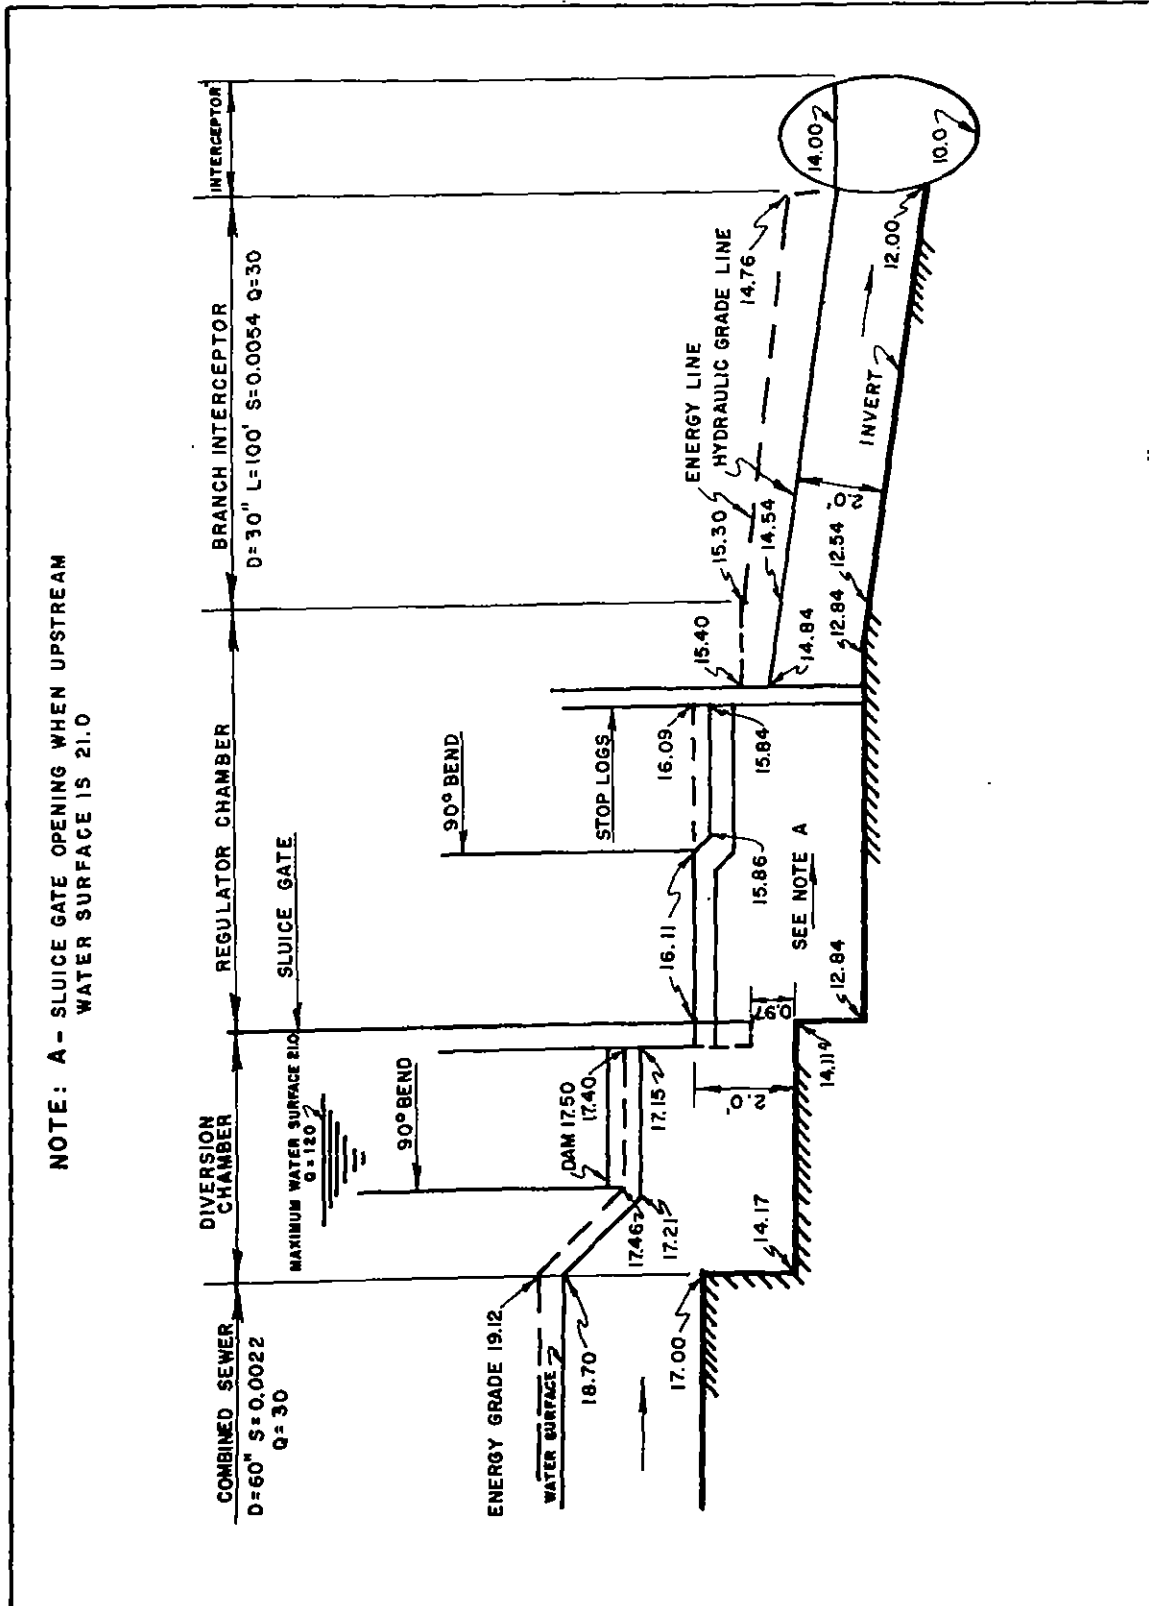 NOTE: A - SLUICE GATE OPENING WHEN UPSTREAM
WATER SURFACE IS 21.0
COMBINED SEWER
D=60" S=0.0022
Q=30
DIVERSION
CHAMBER
REGULATOR CHAMBER
BRANCH INTERCEPTOR
D=30" L=100' S=0.0054 Q=30
INTERCEPTOR
MAXIMUM WATER SURFACE 21.0
Q=120
SLUICE GATE
90° BEND
90° BEND
STOP LOGS
ENERGY GRADE 19.12
WATER SURFACE
18.70
17.00
DAM 17.50
17.40
17.46
17.21
17.15
14.17
2.0'
14.11
0.97
16.11
12.84
SEE NOTE A
15.86
16.09
15.84
15.40
14.84
15.30
14.54
12.84
12.54
ENERGY LINE
HYDRAULIC GRADE LINE
2.0'
INVERT
14.76
12.00
14.00
10.0